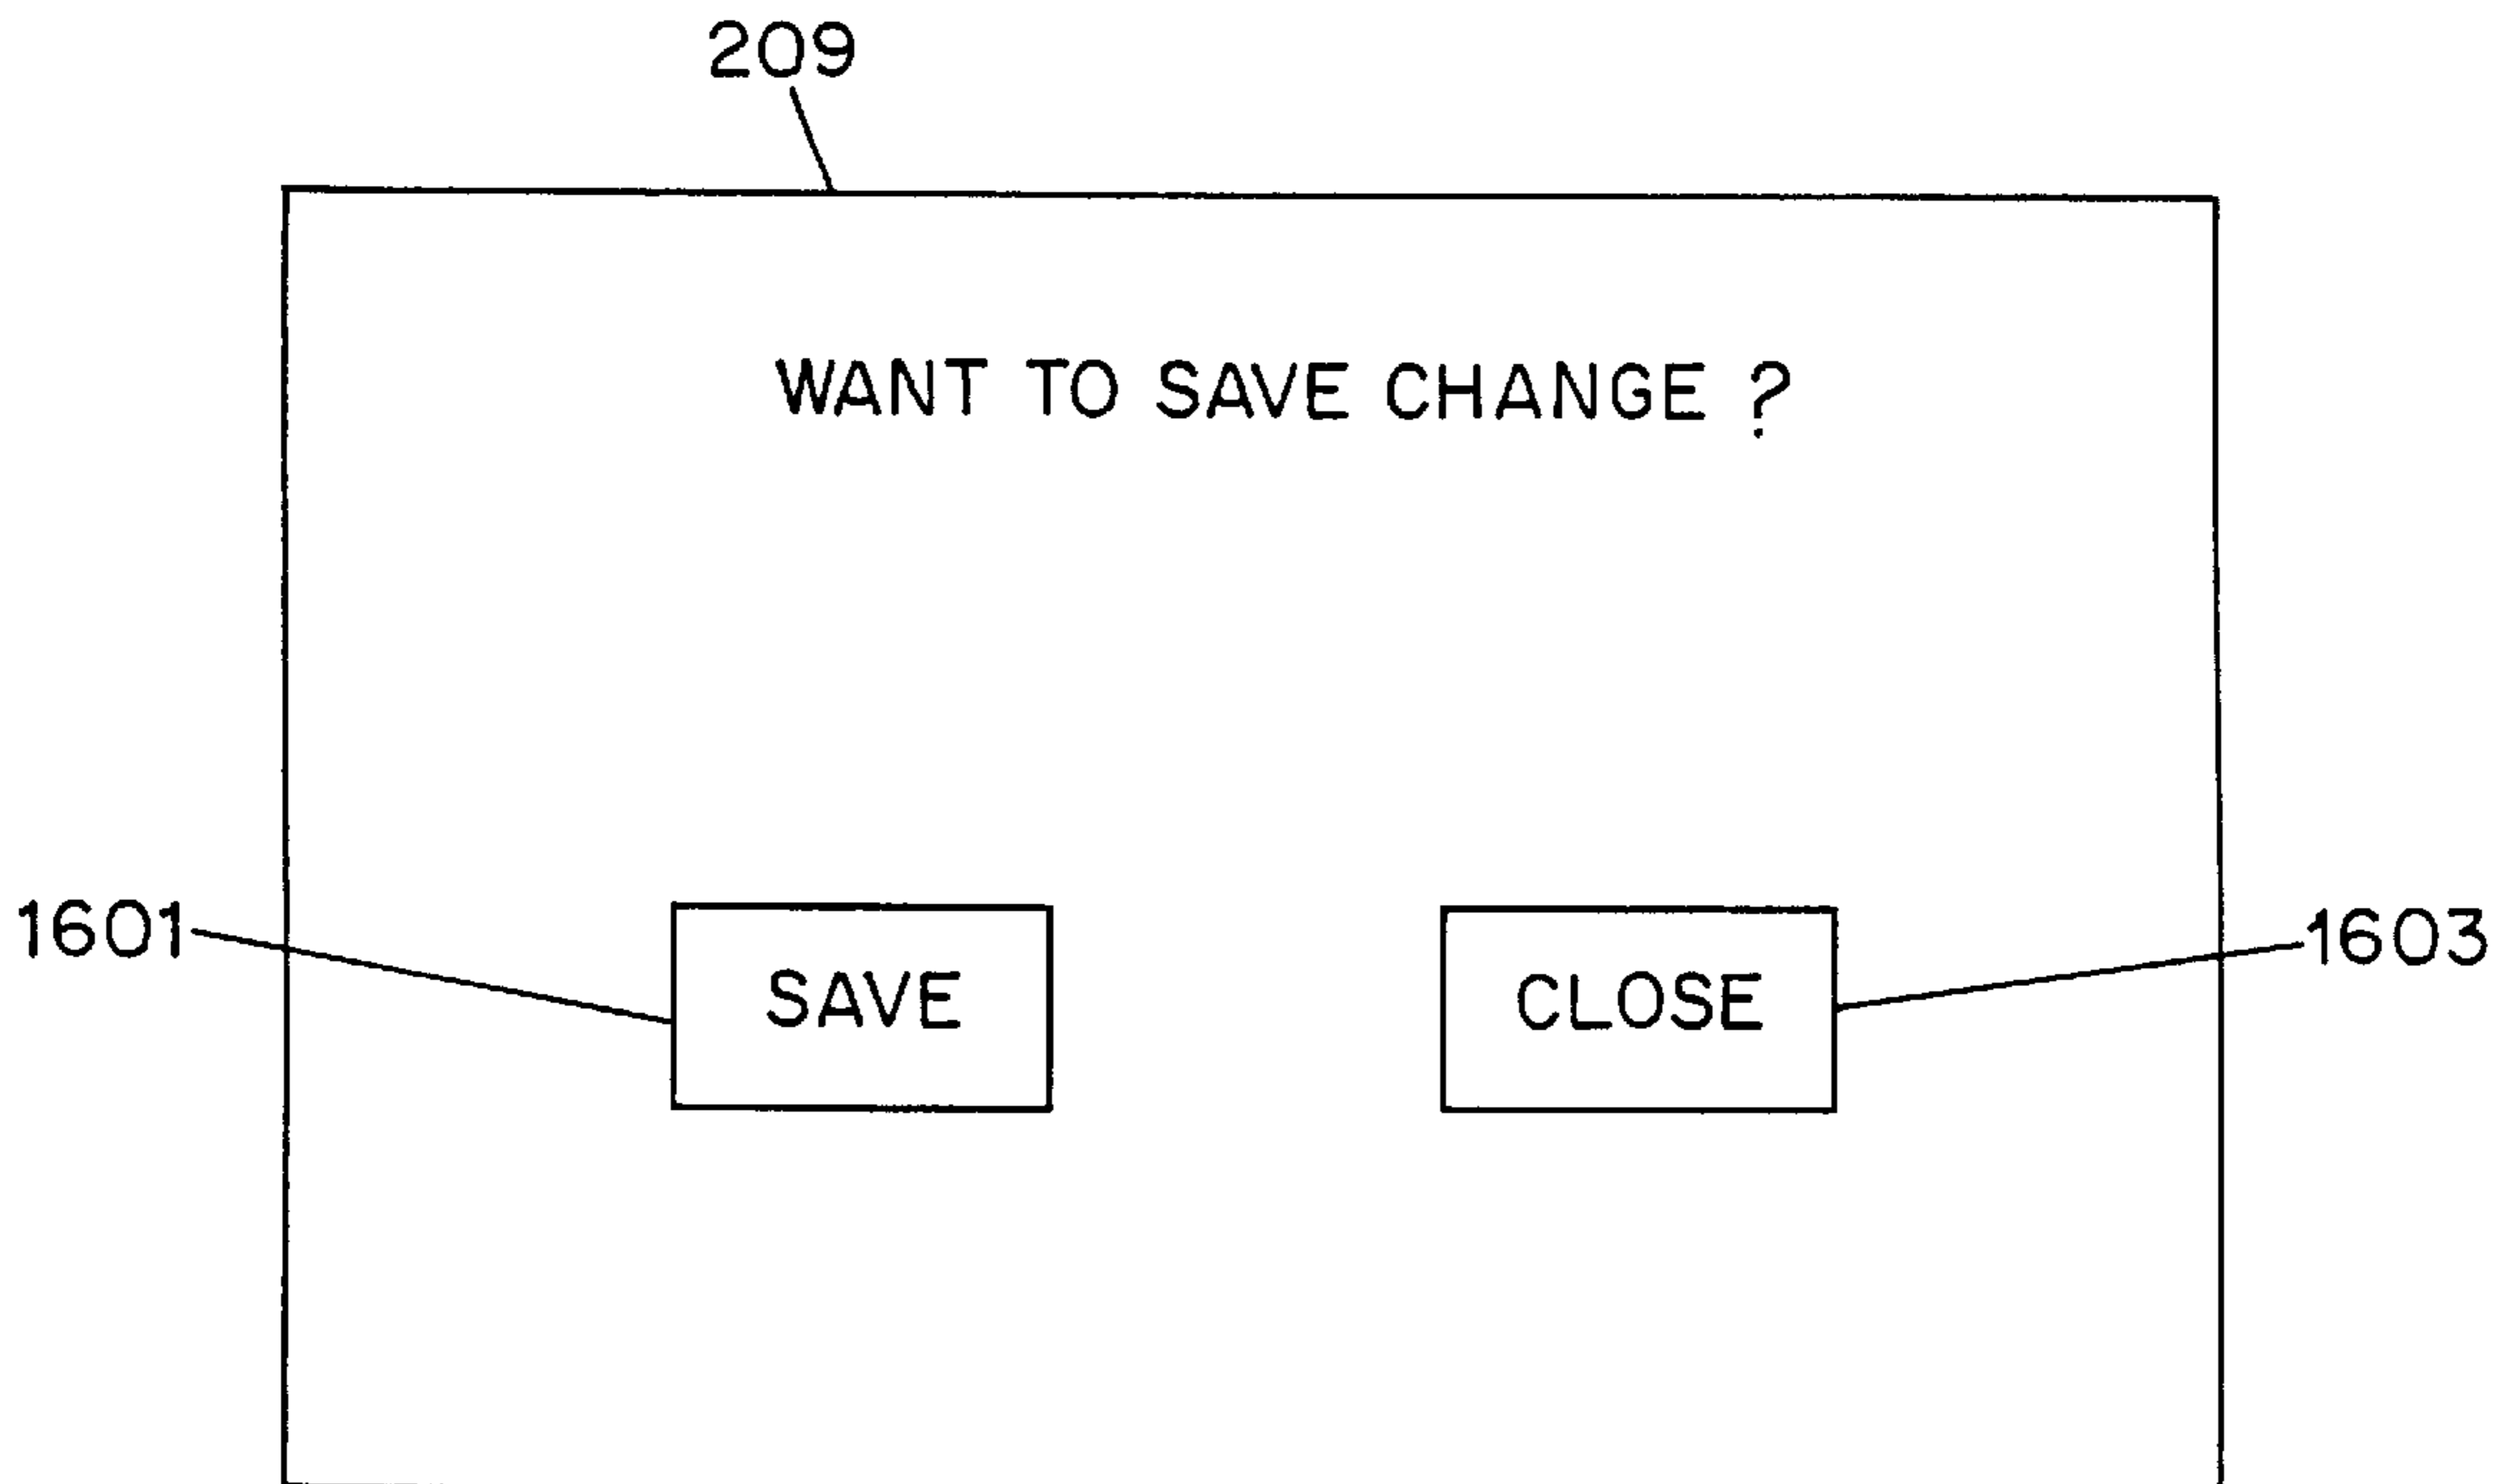 209
WANT TO SAVE CHANGE ?
1601
SAVE
CLOSE
1603